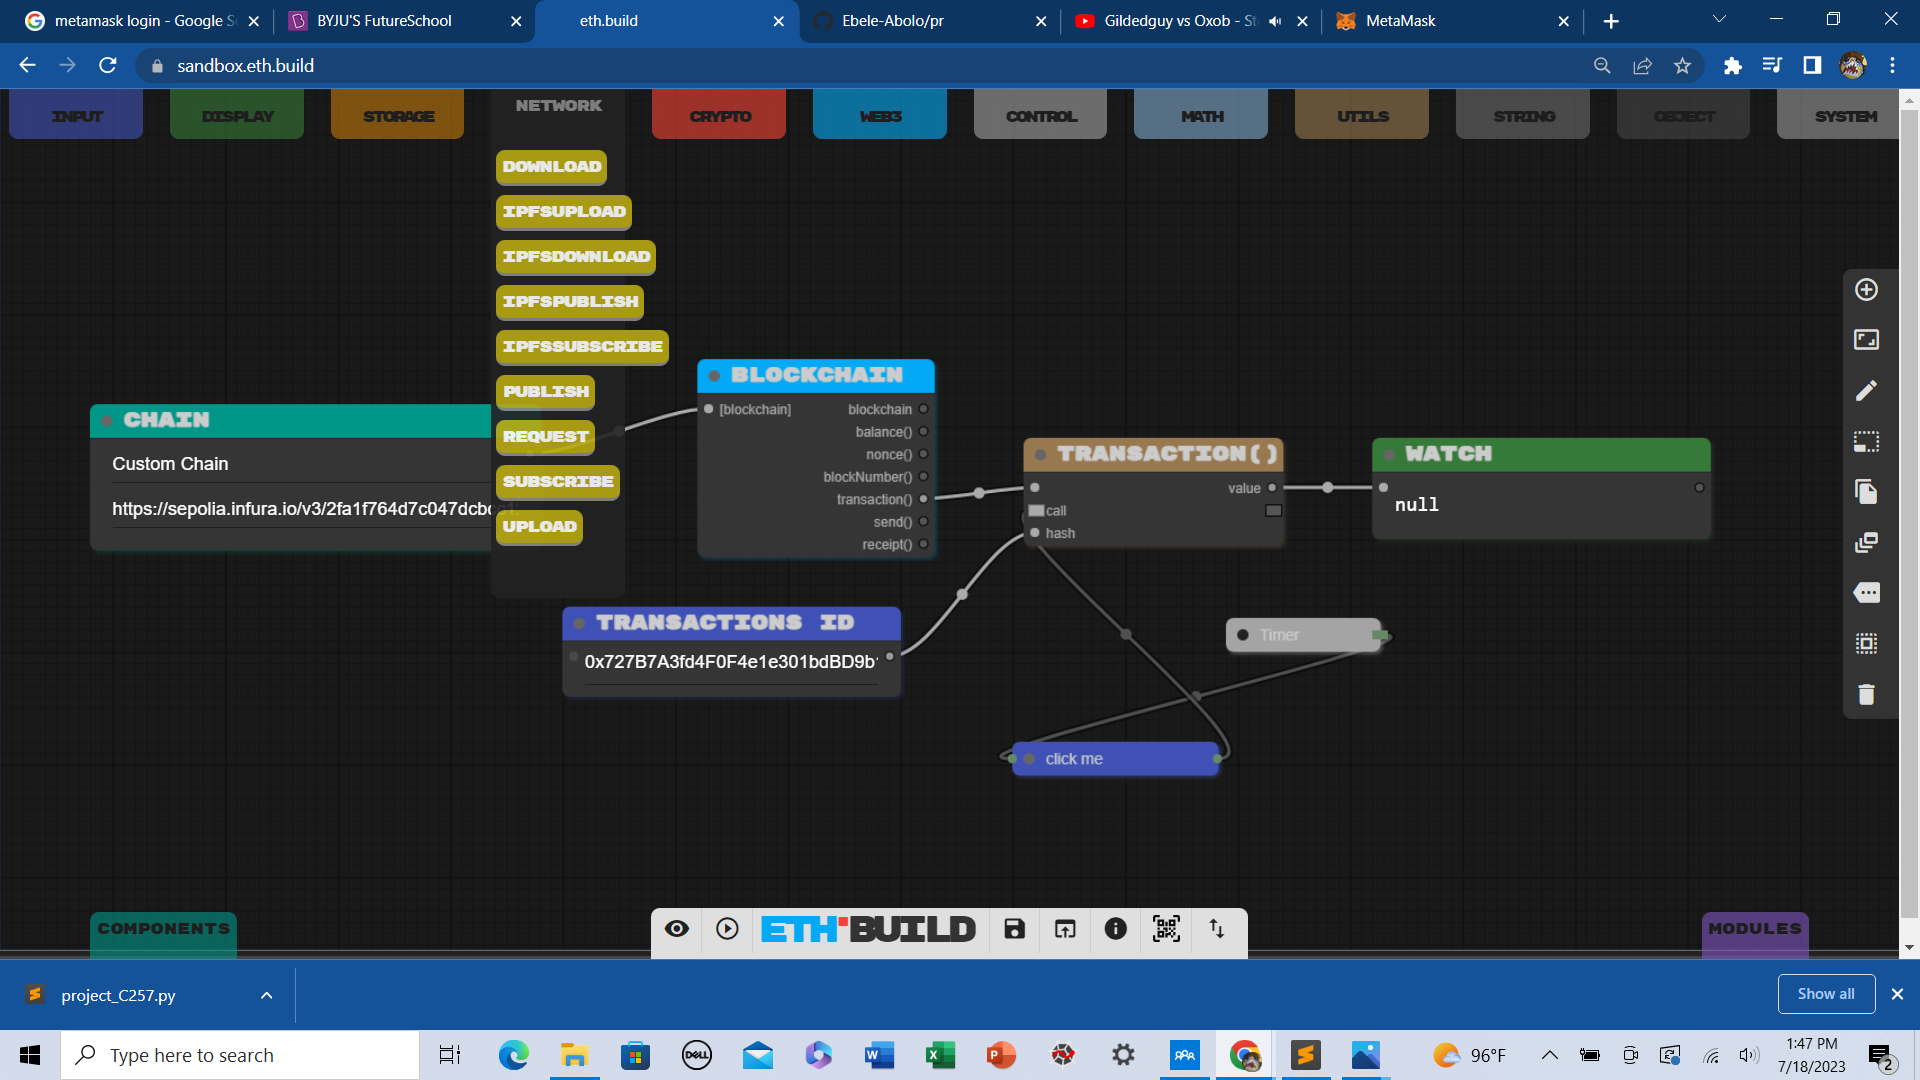 metamask login - Google S
BYJU'S FutureSchool
eth.build
Ebele-Abolo/pr
Gildedguy vs Oxob - St
MetaMask
sandbox.eth.build
INPUT
DISPLAY
STORAGE
NETWORK
CRYPTO
WEB3
CONTROL
MATH
UTILS
STRING
OBJECT
SYSTEM
DOWNLOAD
IPFSUPLOAD
IPFSDOWNLOAD
IPFSPUBLISH
IPFSSUBSCRIBE
PUBLISH
REQUEST
SUBSCRIBE
UPLOAD
CHAIN
Custom Chain
https://sepolia.infura.io/v3/2fa1f764d7c047dcb
BLOCKCHAIN
[blockchain]
blockchain
balance()
nonce()
blockNumber()
transaction()
send()
receipt()
TRANSACTION()
value
call
hash
WATCH
null
TRANSACTIONS ID
0x727B7A3fd4F0F4e1e301bdBD9b
Timer
click me
COMPONENTS
ETH.BUILD
MODULES
project_C257.py
Show all
Type here to search
DELL
96°F
1:47 PM
7/18/2023
2